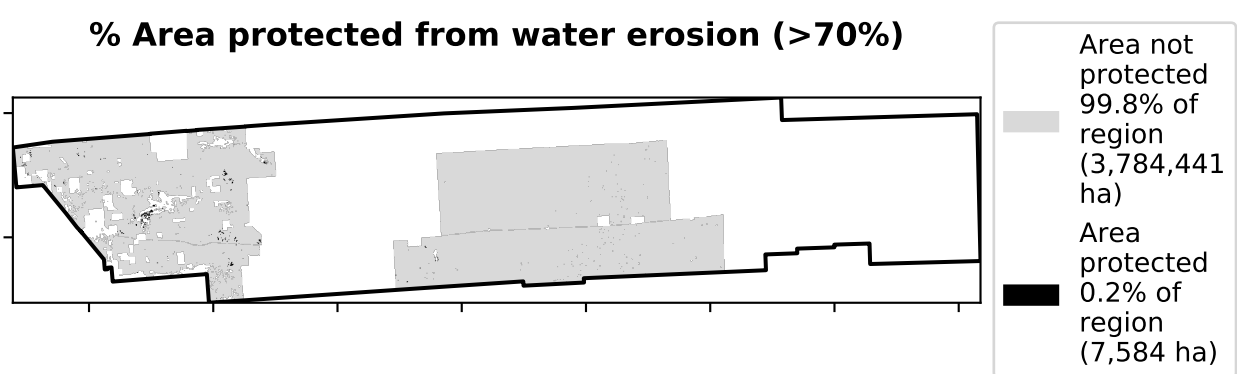 % Area protected from water erosion (>70%)
Area not
protected
99.8% of
region
(3,784,441
ha)
Area
protected
0.2% of
region
(7,584 ha)